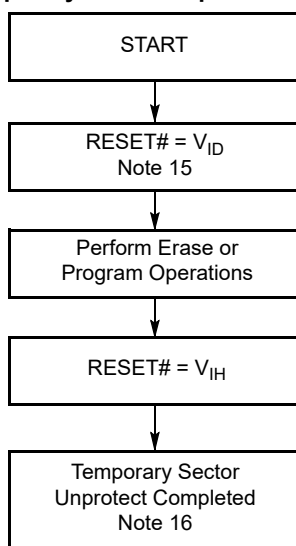 START
RESET# = VID
Note 15
Perform Erase or
Program Operations
RESET# = VIH
Temporary Sector
Unprotect Completed
Note 16